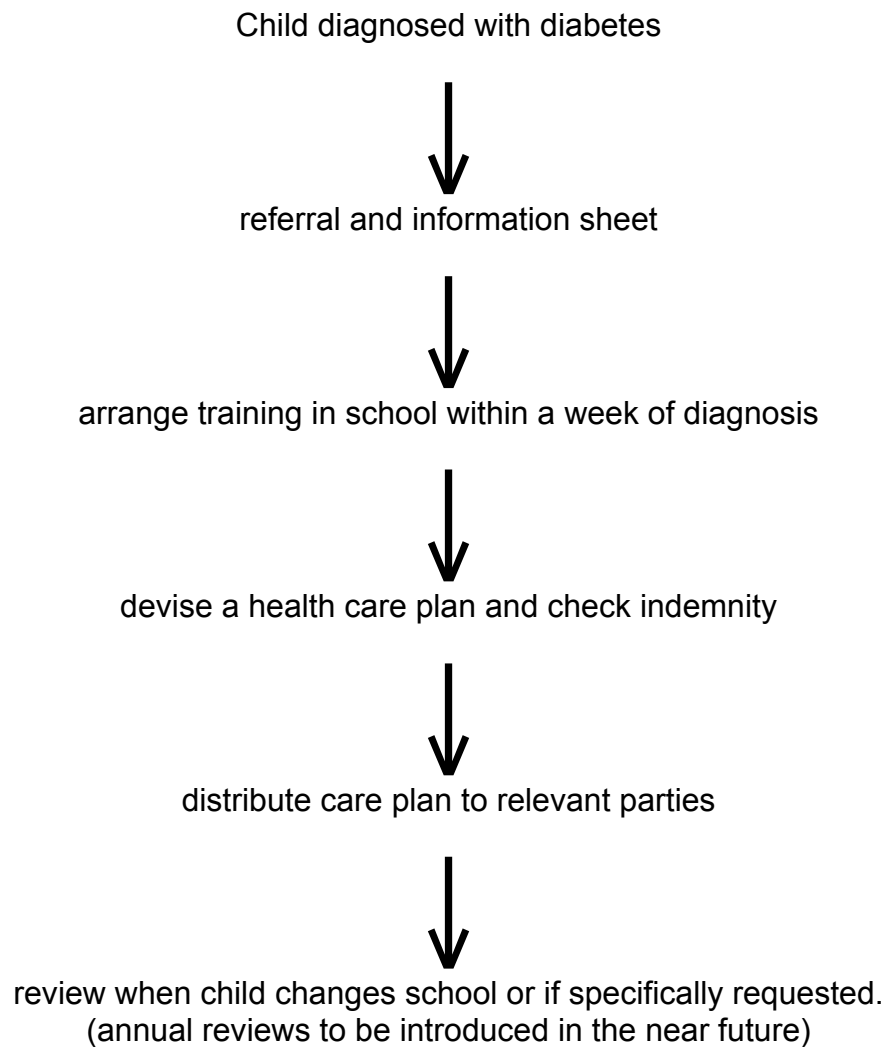 Child diagnosed with diabetes
referral and information sheet
arrange training in school within a week of diagnosis
devise a health care plan and check indemnity
distribute care plan to relevant parties
review when child changes school or if specifically requested.
(annual reviews to be introduced in the near future)